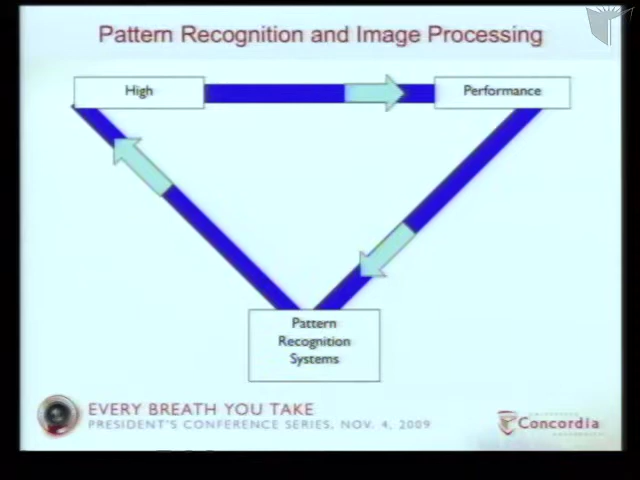 Pattern Recognition and Image Processing
High
Performance
Pattern
Recognition
Systems
EVERY BREATH YOU TAKE
PRESIDENT'S CONFERENCE SERIES, NOV. 4, 2009
Concordia